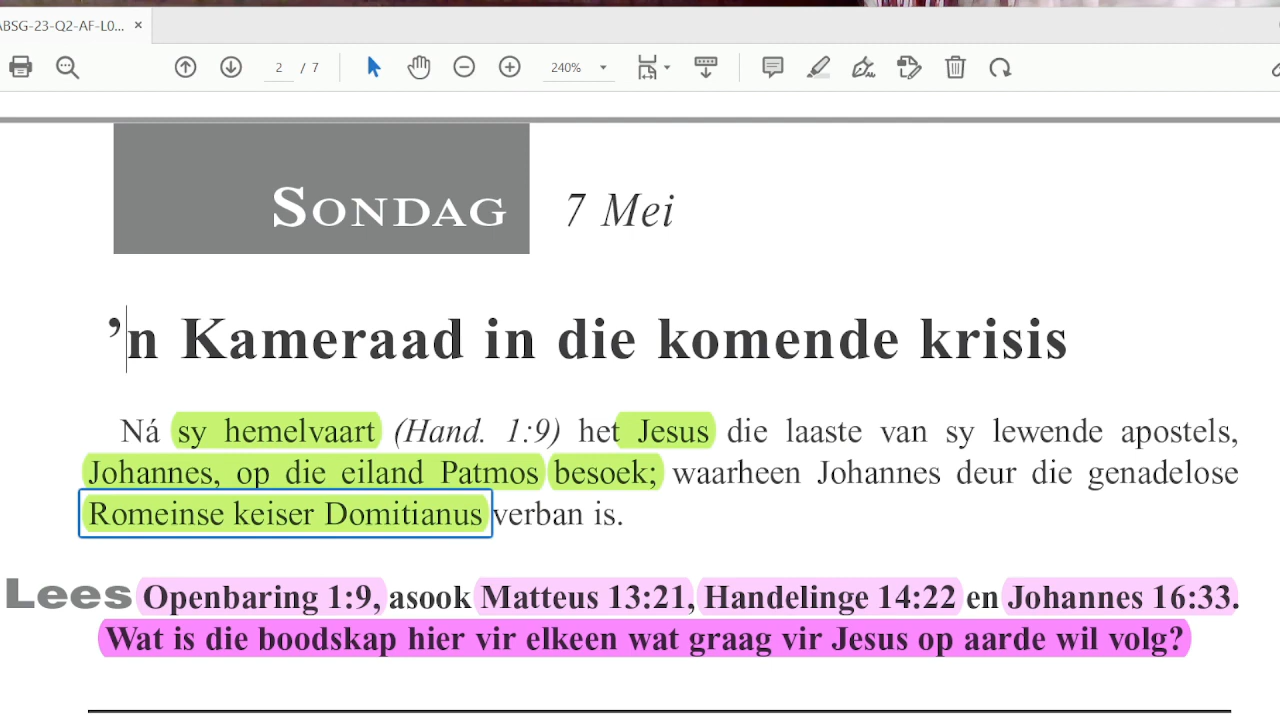 ABSG-23-Q2-AF-L0... ×
2 / 7 240%
SONDAG 7 Mei
’n Kameraad in die komende krisis
Ná sy hemelvaart (Hand. 1:9) het Jesus die laaste van sy lewende apostels,
Johannes, op die eiland Patmos besoek; waarheen Johannes deur die genadelose
Romeinse keiser Domitianus verban is.
Lees Openbaring 1:9, asook Matteus 13:21, Handelinge 14:22 en Johannes 16:33.
Wat is die boodskap hier vir elkeen wat graag vir Jesus op aarde wil volg?